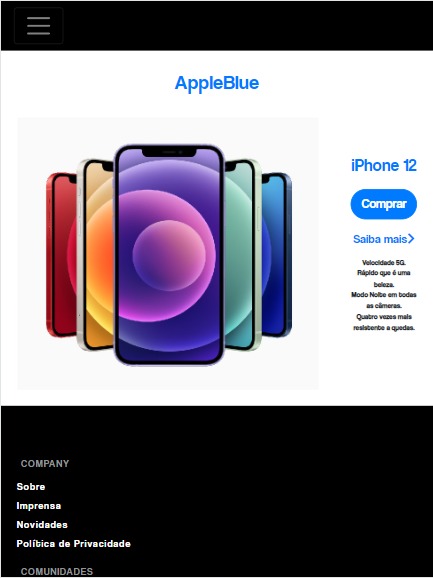 AppleBlue
iPhone 12
Comprar
Saiba mais
Velocidade 5G.
Rápido que é uma
beleza.
Modo Noite em todas
as câmeras.
Quatro vezes mais
resistente a quedas.
COMPANY
Sobre
Imprensa
Novidades
Política de Privacidade
COMUNIDADES